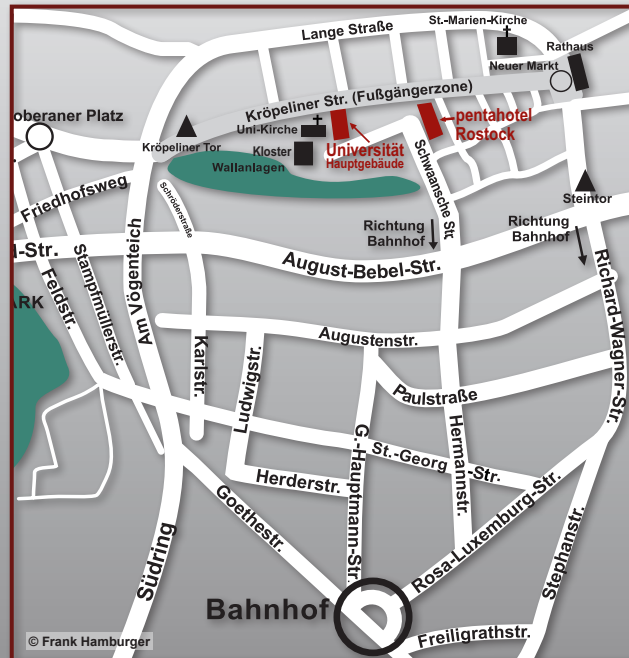 St.-Marien-Kirche
Lange Straße
Rathaus
Neuer Markt
Kröpeliner Str. (Fußgängerzone)
oberaner Platz
Kröpeliner Tor
Uni-Kirche
Kloster
Wallanlagen
Universität
Hauptgebäude
pentahotel
Rostock
Friedhofsweg
Schröderstraße
Schwaansche Str.
Steintor
Richtung
Bahnhof
Richtung
Bahnhof
d-Str.
August-Bebel-Str.
Am Vögenteich
Stampfmüllerstr.
Feldstr.
ARK
Karlstr.
Ludwigstr.
Augustenstr.
Paulstraße
Richard-Wagner-Str.
Hermannstr.
G.-Hauptmann-Str.
St.-Georg -Str.
Herderstr.
Goethestr.
Rosa-Luxemburg-Str.
Stephanstr.
Südring
Bahnhof
Freiligrathstr.
© Frank Hamburger